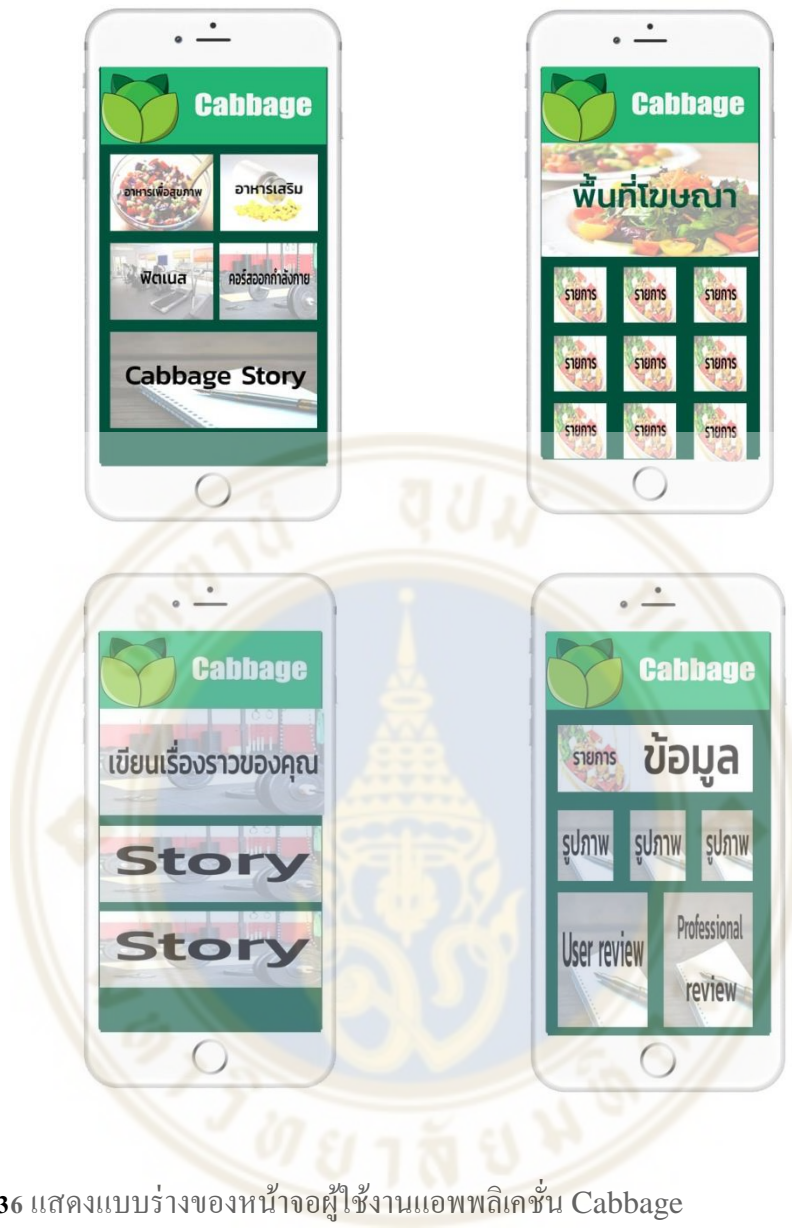 Cabbage
อาหารเพื่อสุขภาพ อาหารเสริม
ฟิตเนส คอร์สออกกำลังกาย
Cabbage Story
Cabbage
พื้นที่โฆษณา
รายการ รายการ รายการ
รายการ รายการ รายการ
รายการ รายการ รายการ
Cabbage
เขียนเรื่องราวของคุณ
Story
Story
Cabbage
รายการ ข้อมูล
รูปภาพ รูปภาพ รูปภาพ
User review
Professional
review
36 แสดงแบบร่างของหน้าจอผู้ใช้งานแอพพลิเคชั่น Cabbage